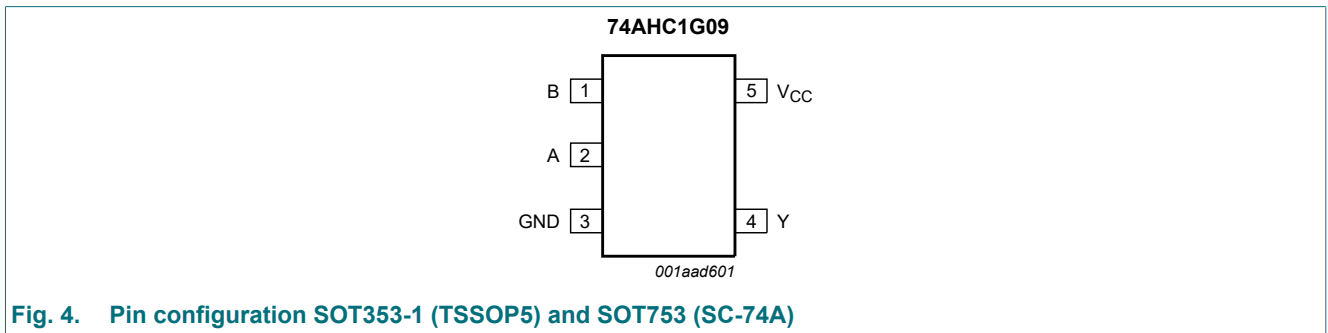 74AHC1G09
B 1
5 VCC
A 2
GND 3
4 Y
001aad601
Fig. 4. Pin configuration SOT353-1 (TSSOP5) and SOT753 (SC-74A)